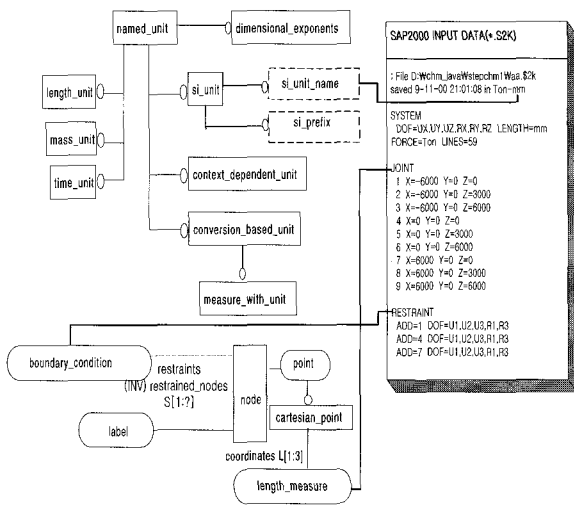 named_unit
dimensional_exponents
length_unit
si_unit
si_unit_name
si_prefix
mass_unit
time_unit
context_dependent_unit
conversion_based_unit
measure_with_unit
boundary_condition
restraints
(INV) restrained_nodes
S[1:?]
label
node
point
cartesian_point
coordinates L[1:3]
length_measure
SAP2000 INPUT DATA(*.S2K)
; File D:₩chm_java₩stepchm1₩aa.$2k
saved 9-11-00 21:01:08 in Ton-mm
SYSTEM
DOF=UX,UY,UZ,RX,RY,RZ LENGTH=mm
FORCE=Ton LINES=59
JOINT
1 X=-6000 Y=0 Z=0
2 X=-6000 Y=0 Z=3000
3 X=-6000 Y=0 Z=6000
4 X=0 Y=0 Z=0
5 X=0 Y=0 Z=3000
6 X=0 Y=0 Z=6000
7 X=6000 Y=0 Z=0
8 X=6000 Y=0 Z=3000
9 X=6000 Y=0 Z=6000
RESTRAINT
ADD=1 DOF=U1,U2,U3,R1,R3
ADD=4 DOF=U1,U2,U3,R1,R3
ADD=7 DOF=U1,U2,U3,R1,R3